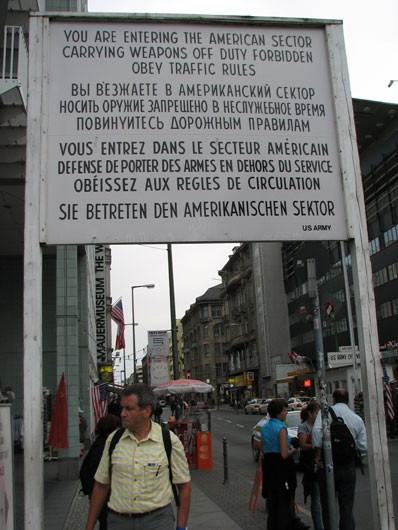 YOU ARE ENTERING THE AMERICAN SECTOR
CARRYING WEAPONS OFF DUTY FORBIDDEN
OBEY TRAFFIC RULES
ВЫ ВЪЕЗЖАЕТЕ В АМЕРИКАНСКИЙ СЕКТОР
НОСИТЬ ОРУЖИЕ ЗАПРЕЩЕНО В НЕСЛУЖЕБНОЕ ВРЕМЯ
ПОВИНУЙТЕСЬ ДОРОЖНЫМ ПРАВИЛАМ
VOUS ENTREZ DANS LE SECTEUR AMÉRICAIN
DEFENSE DE PORTER DES ARMES EN DEHORS DU SERVICE
OBÉISSEZ AUX REGLES DE CIRCULATION
SIE BETRETEN DEN AMERIKANISCHEN SEKTOR
US ARMY
MAUERMUSEUM THE W